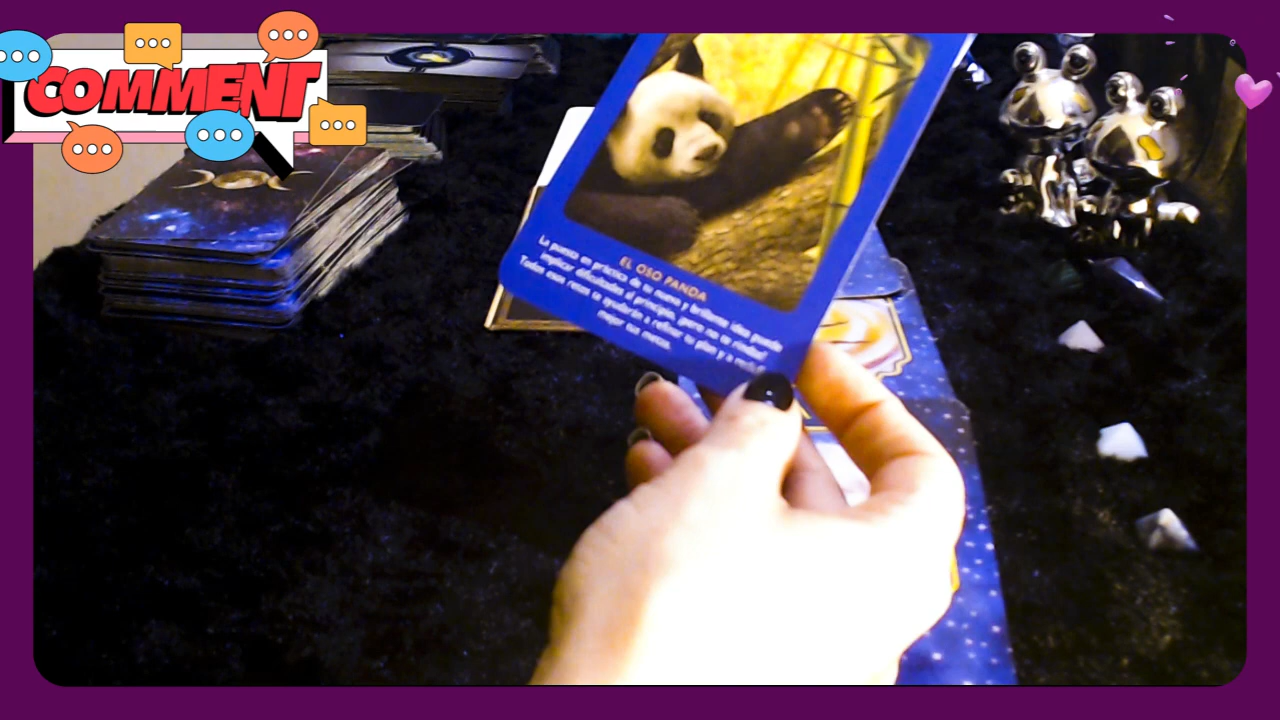 COMMENT
EL OSO PANDA
La puesta en práctica de tu nueva y brillante idea puede
implicar dificultades al principio, ¡pero no te rindas!
Todos esos retos te ayudarán a refinar tu plan y a
mejor tus metas.